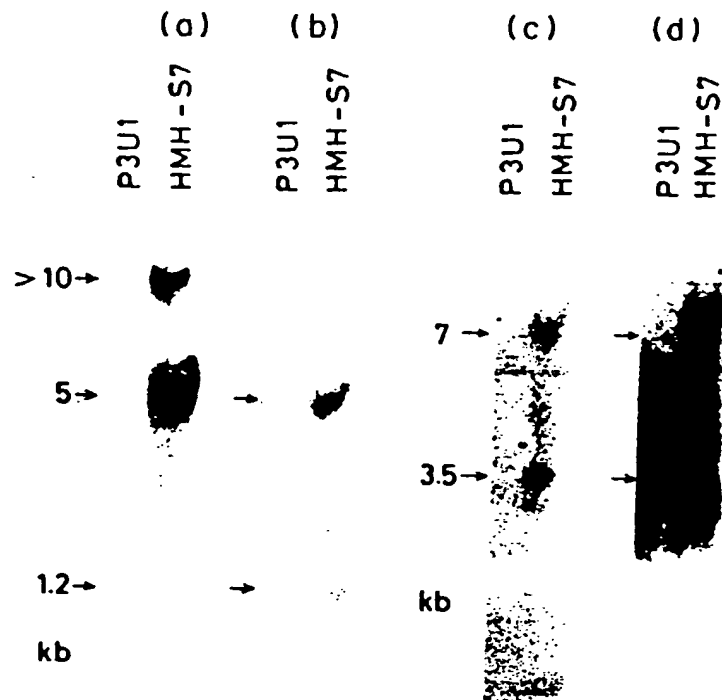 (a) (b) (c) (d)
P3U1 HMH-S7 P3U1 HMH-S7 P3U1 HMH-S7 P3U1 HMH-S7
> 10→
7→ →
5→ →
3.5→ →
1.2→ →
kb
kb